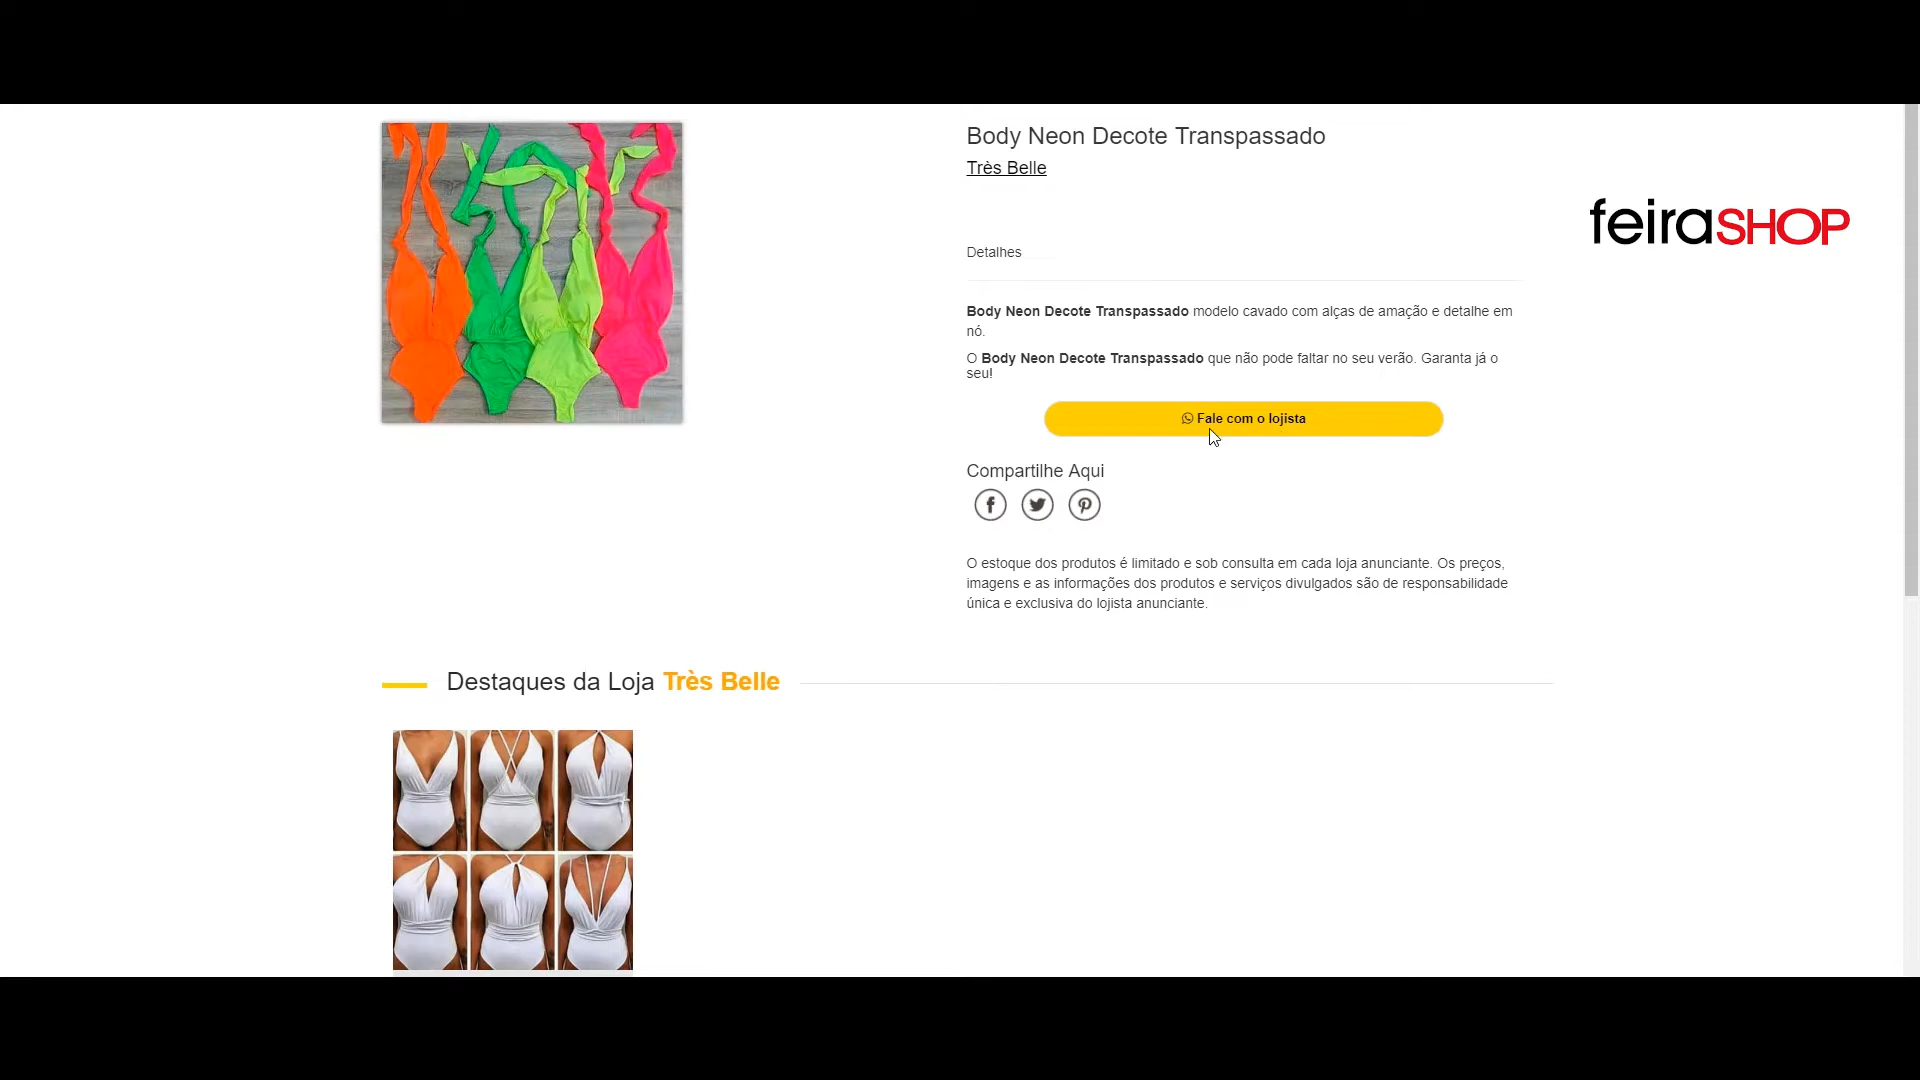 Body Neon Decote Transpassado
Très Belle
feiraSHOP
Detalhes
Body Neon Decote Transpassado modelo cavado com alças de amação e detalhe em
nó.
O Body Neon Decote Transpassado que não pode faltar no seu verão. Garanta já o
seu!
Fale com o lojista
Compartilhe Aqui
O estoque dos produtos é limitado e sob consulta em cada loja anunciante. Os preços,
imagens e as informações dos produtos e serviços divulgados são de responsabilidade
única e exclusiva do lojista anunciante.
Destaques da Loja Très Belle